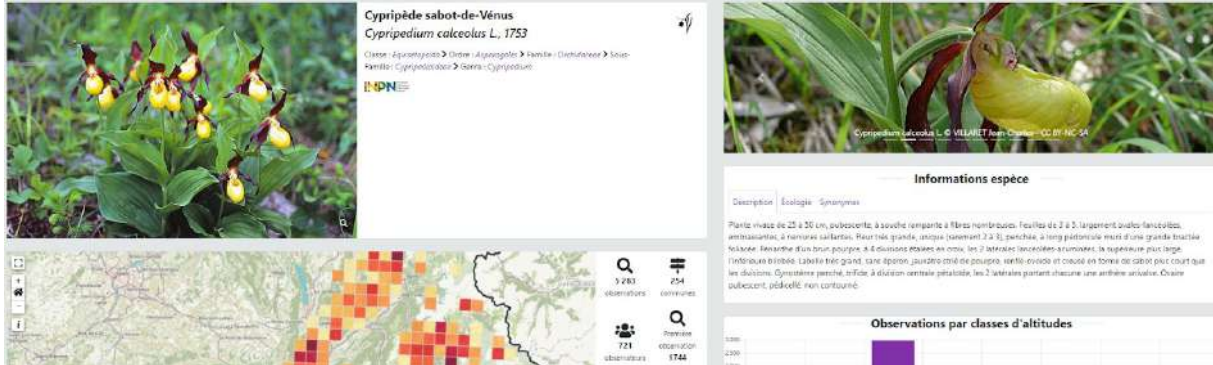 Cypripède sabot-de-Vénus
Cypripedium calceolus L., 1753
Classe : Equisetopsida > Ordre : Asparagales > Famille : Orchidaceae > Sous-
Famille : Cypripedioideae > Genre : Cypripedium
INPN
Cypripedium calceolus L. © VILLARET Jean-Charles - CC BY-NC-SA
Informations espèce
Description Ecologie Synonymes
Plante vivace de 25 à 50 cm, pubescente, à souche rampante à fibres nombreuses. Feuilles de 3 à 5, largement ovales-lancéolées,
embrassantes, à nervures saillantes. Fleur très grande, unique (rarement 2 à 3), penchée, à long pédoncule muni d'une grande bractée
foliacée. Périanthe d'un brun pourpre, à 4 divisions étalées en croix, les 2 latérales lancéolées-acuminées, la supérieure plus large,
l'inférieure bifide. Labelle très grand, sans éperon, jaunâtre strié de pourpre, renflé-ovoïde et creusé en forme de sabot plus court que
les divisions. Gynostème penché, trifide, à division centrale pétaloïde, les 2 latérales portant chacune une anthère univalve. Ovaire
pubescent, pédicellé, non contourné.
5 283
observations
254
communes
721
observateurs
Première
observation
1744
Observations par classes d'altitudes
3 000
2 500